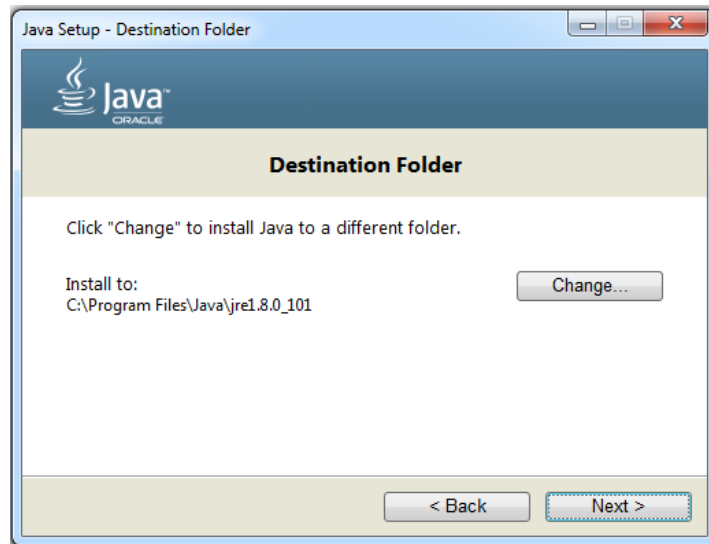 Java Setup - Destination Folder
Java™
ORACLE
Destination Folder
Click "Change" to install Java to a different folder.
Install to:
Change...
C:\Program Files\Java\jre1.8.0_101
< Back
Next >